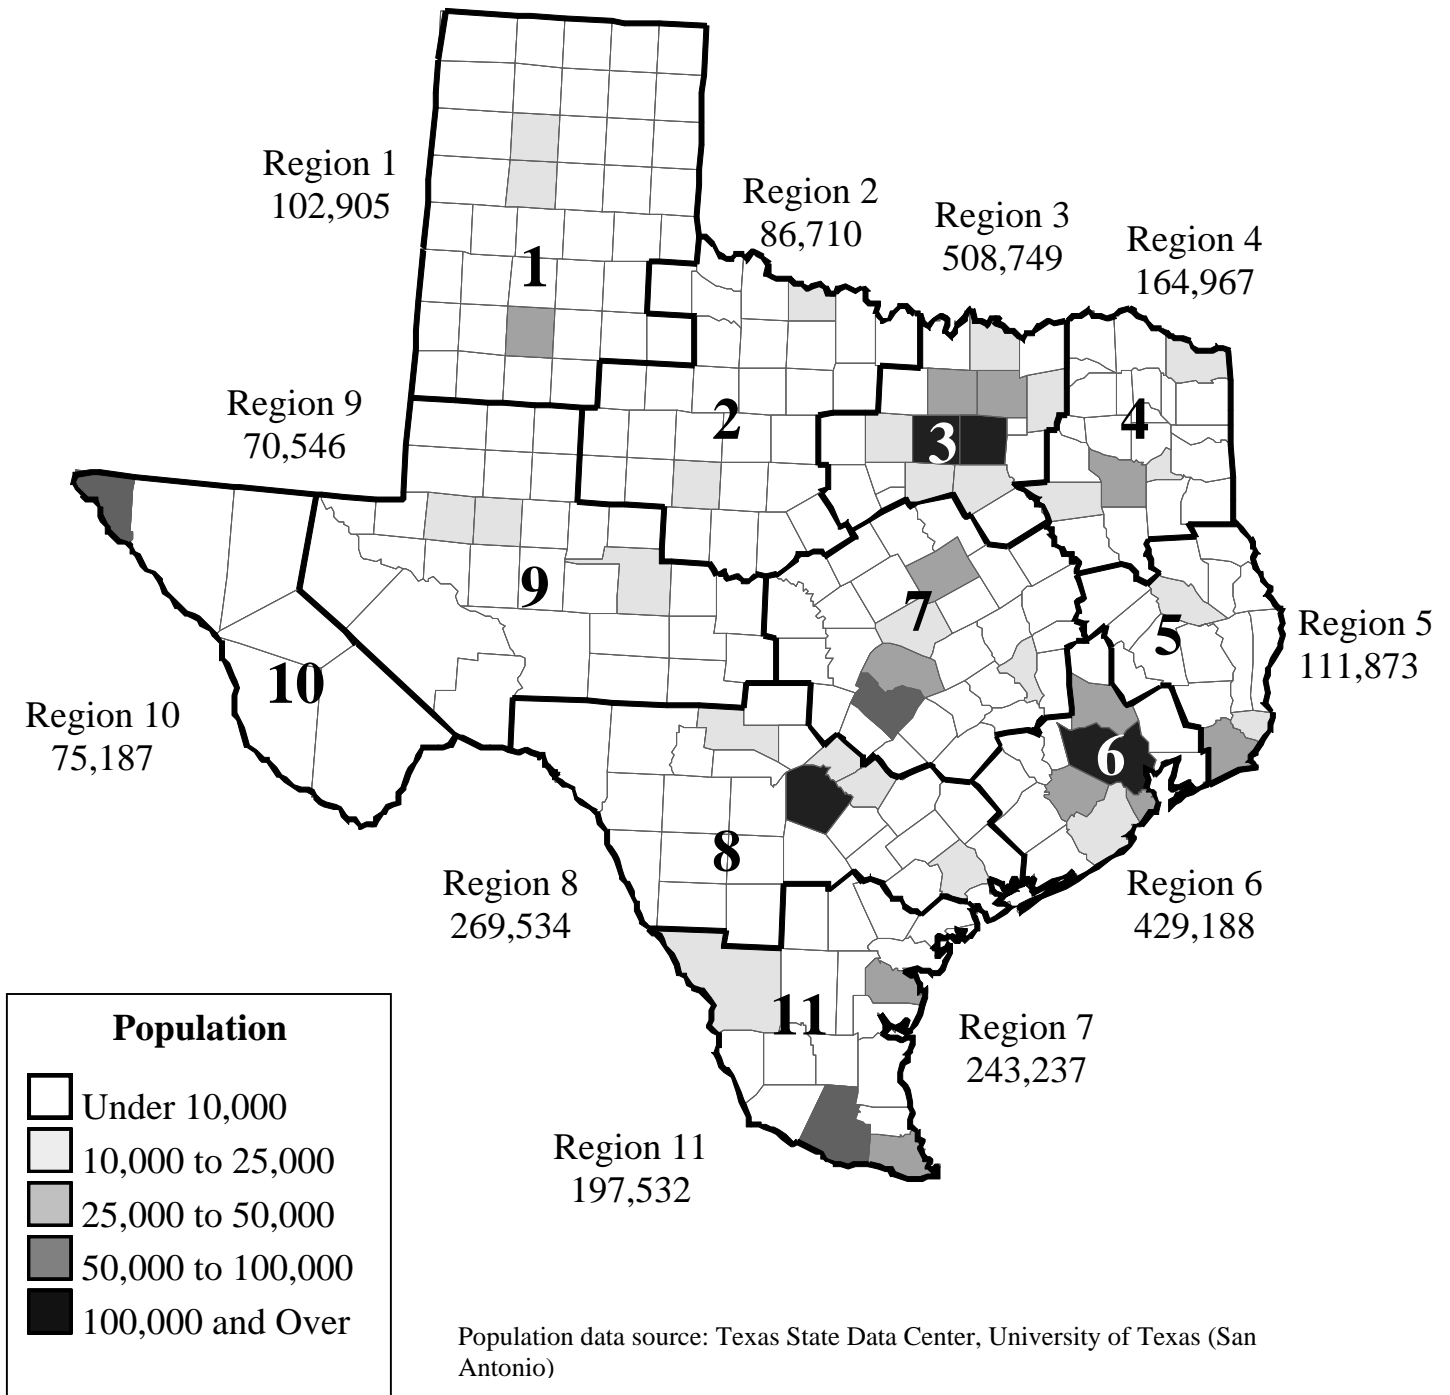 Region 1
102,905
Region 2
86,710
Region 3
508,749
Region 4
164,967
1
Region 9
70,546
2
3
4
9
7
5
Region 5
111,873
10
Region 10
75,187
6
8
Region 8
269,534
Region 6
429,188
11
Region 7
243,237
Region 11
197,532
Population
Under 10,000
10,000 to 25,000
25,000 to 50,000
50,000 to 100,000
100,000 and Over
Population data source: Texas State Data Center, University of Texas (San
Antonio)